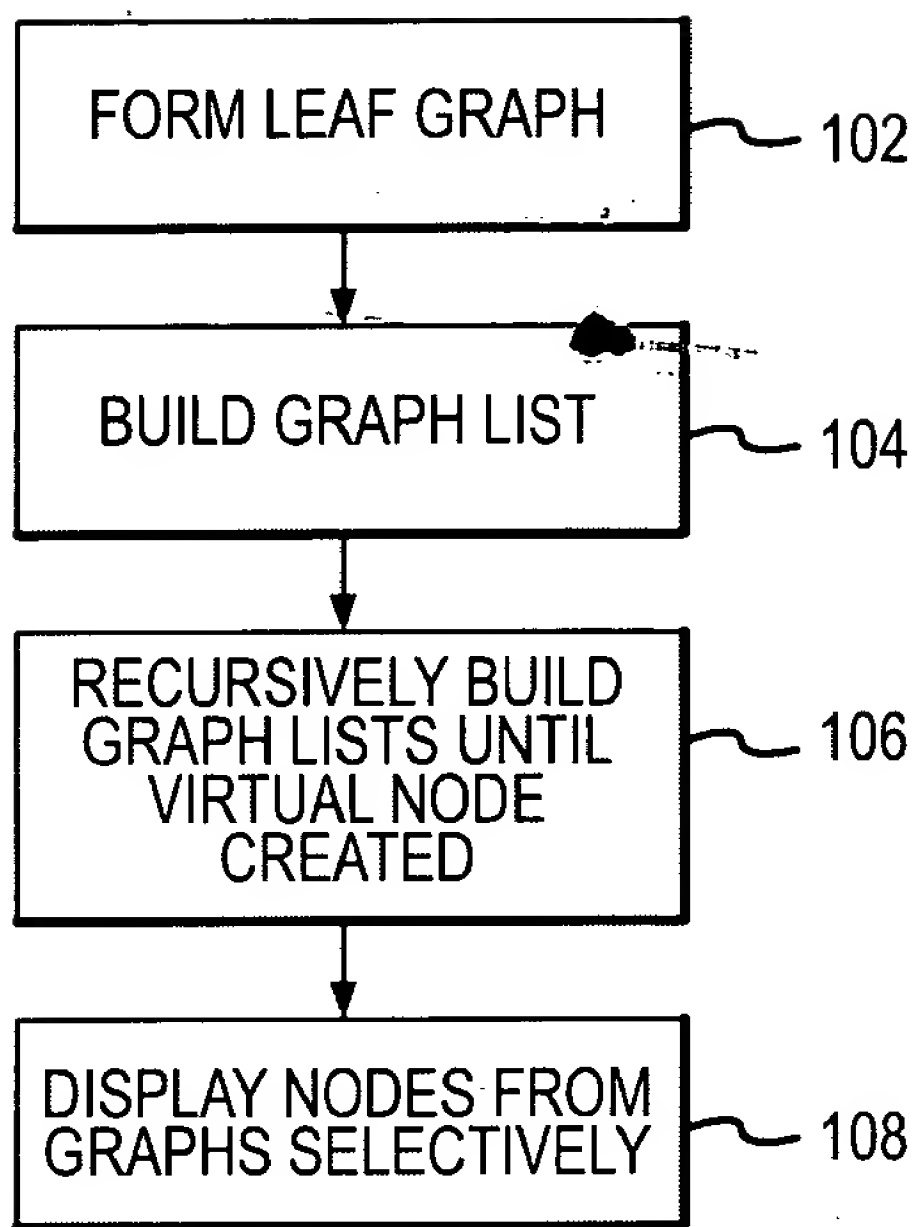 FORM LEAF GRAPH
102
BUILD GRAPH LIST
104
RECURSIVELY BUILD
GRAPH LISTS UNTIL
VIRTUAL NODE
CREATED
106
DISPLAY NODES FROM
GRAPHS SELECTIVELY
108